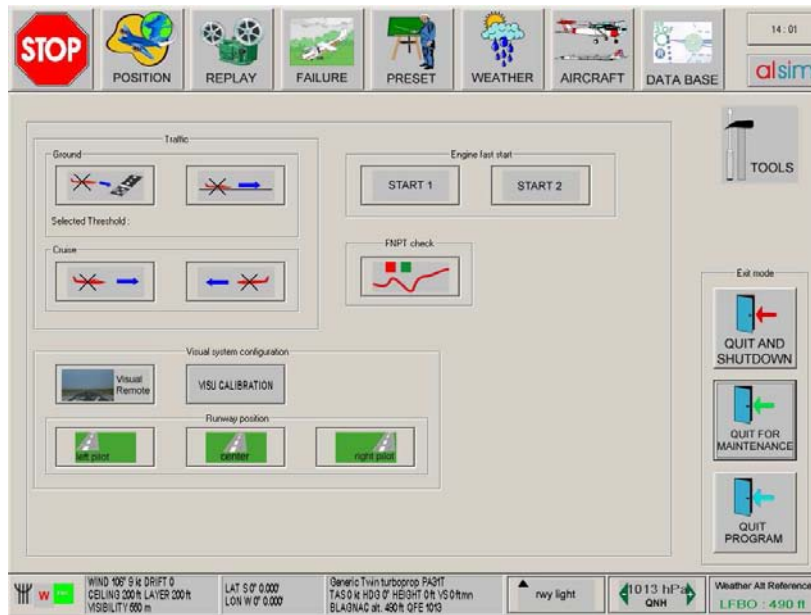 STOP
POSITION
REPLAY
FAILURE
PRESET
WEATHER
AIRCRAFT
DATA BASE
14:01
alsim
TOOLS
Traffic
Ground
Selected Threshold :
Cruise
Engine fast start
START 1
START 2
FNPT check
Visual system configuration
Visual
Remote
VISU CALIBRATION
Runway position
left pilot
center
right pilot
Exit mode
QUIT AND
SHUTDOWN
QUIT FOR
MAINTENANCE
QUIT
PROGRAM
W
WIND 106° 9 kt DRIFT 0
CEILING 200 ft LAYER 200 ft
VISIBILITY 550 m
LAT S 0° 0.000'
LON W 0° 0.000'
Generic Twin turboprop PA31T
TAS 0 kt HDG 0° HEIGHT 0 ft VS 0 ft/mn
BLAGNAC alt. 490 ft QFE 1013
rwy light
1013 hPa
QNH
Weather Alt Reference
LFBO : 490 ft